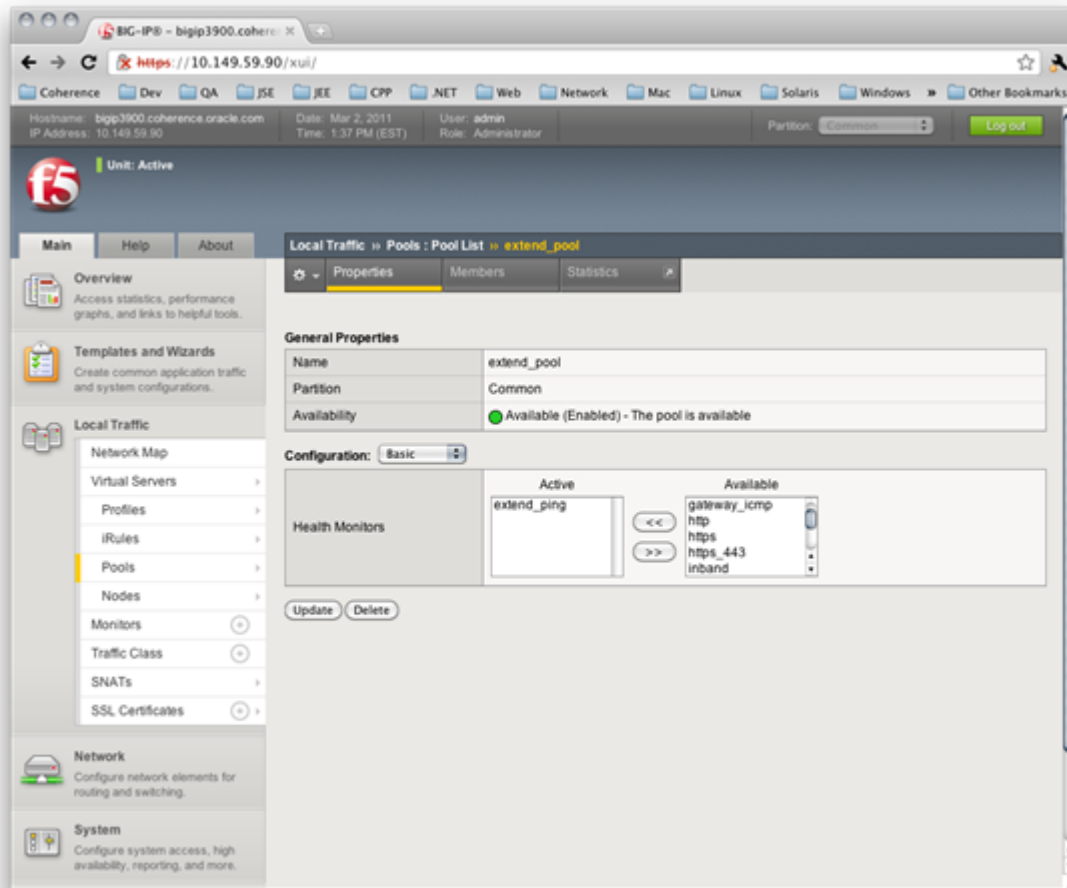 BIG-IP® - bigip3900.cohere
https://10.149.59.90/xui/
Coherence Dev QA JSE JEE CPP .NET Web Network Mac Linux Solaris Windows » Other Bookmarks
Hostname: bigip3900.coherence.oracle.com Date: Mar 2, 2011 User: admin
IP Address: 10.149.59.90 Time: 1:37 PM (EST) Role: Administrator
Partition: Common Log out
f5 Unit: Active
Main Help About
Local Traffic » Pools : Pool List » extend_pool
Properties Members Statistics
Overview
Access statistics, performance
graphs, and links to helpful tools.
Templates and Wizards
Create common application traffic
and system configurations.
Local Traffic
Network Map
Virtual Servers
Profiles
iRules
Pools
Nodes
Monitors
Traffic Class
SNATs
SSL Certificates
Network
Configure network elements for
routing and switching.
System
Configure system access, high
availability, reporting, and more.
General Properties
Name extend_pool
Partition Common
Availability Available (Enabled) - The pool is available
Configuration: Basic
Health Monitors
Active
extend_ping
<<
>>
Available
gateway_icmp
http
https
https_443
inband
Update Delete